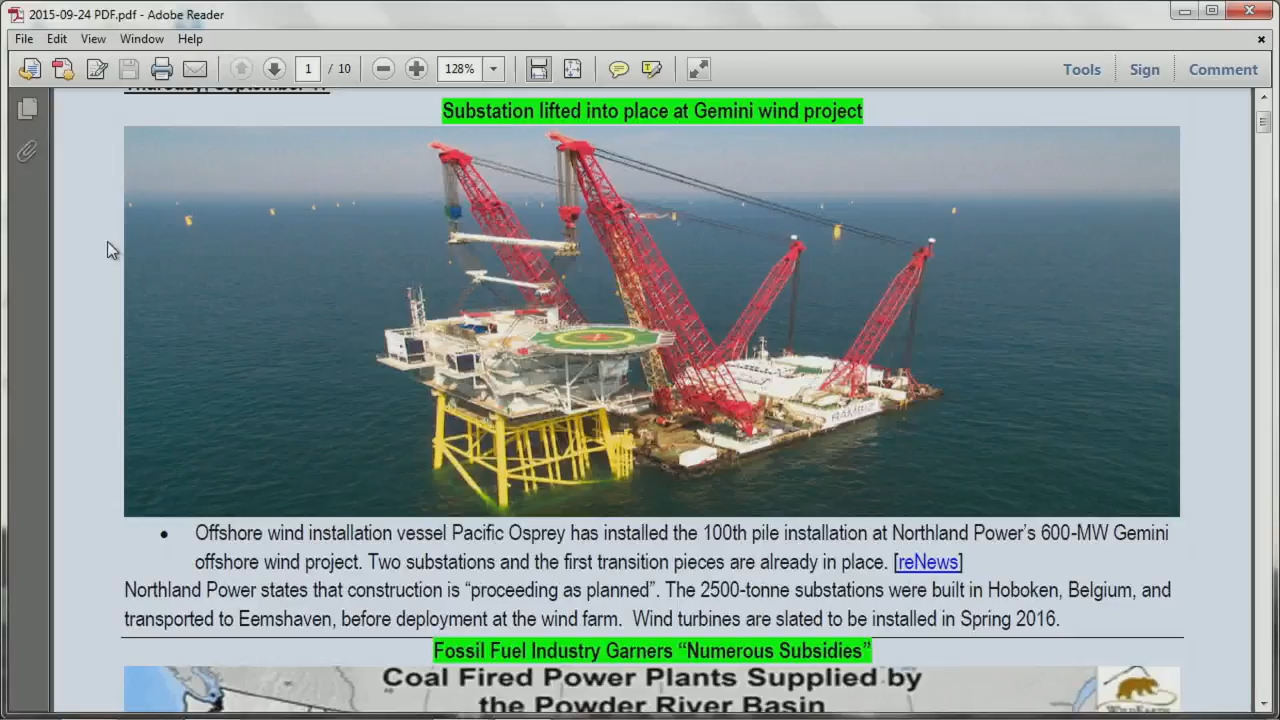 2015-09-24 PDF.pdf - Adobe Reader
File Edit View Window Help
1 / 10 128% Tools Sign Comment
Thursday, September 17
Substation lifted into place at Gemini wind project
RAMBIZ
• Offshore wind installation vessel Pacific Osprey has installed the 100th pile installation at Northland Power’s 600-MW Gemini
offshore wind project. Two substations and the first transition pieces are already in place. [reNews]
Northland Power states that construction is “proceeding as planned”. The 2500-tonne substations were built in Hoboken, Belgium, and
transported to Eemshaven, before deployment at the wind farm. Wind turbines are slated to be installed in Spring 2016.
Fossil Fuel Industry Garners “Numerous Subsidies”
Coal Fired Power Plants Supplied by
the Powder River Basin